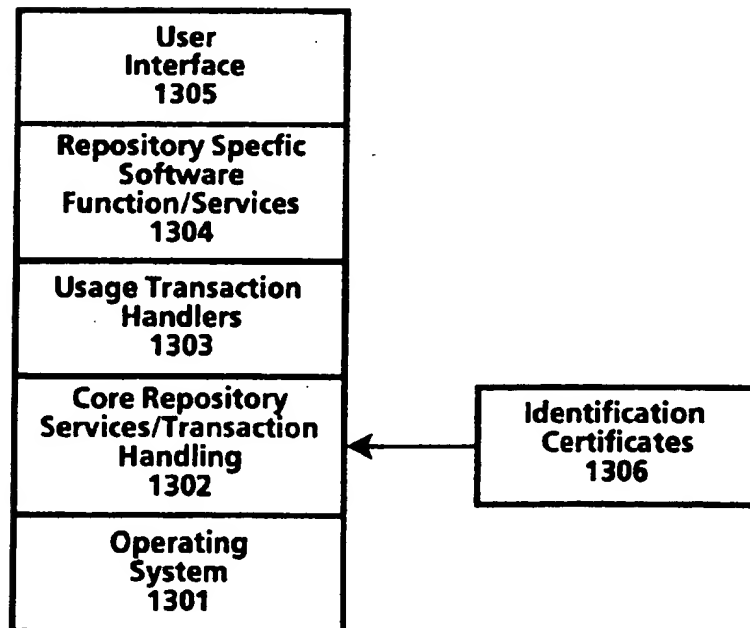 User
Interface
1305
Repository Specfic
Software
Function/Services
1304
Usage Transaction
Handlers
1303
Core Repository
Services/Transaction
Handling
1302
Identification
Certificates
1306
Operating
System
1301